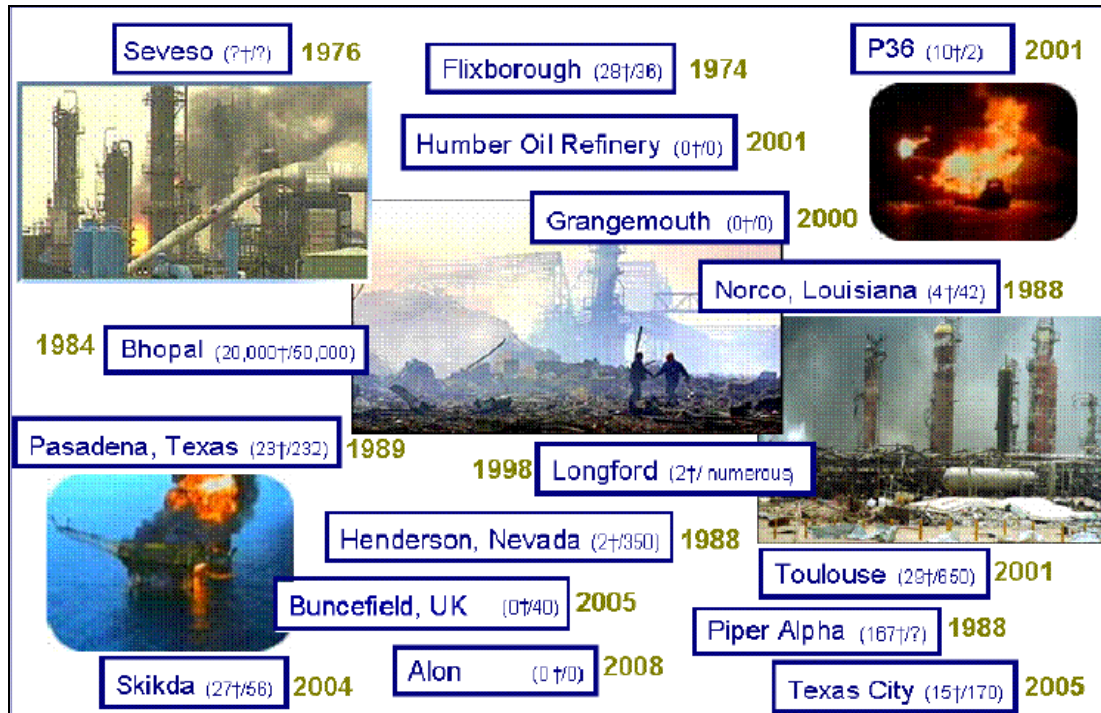 Seveso (?†/?) 1976
Flixborough (28†/36) 1974
P36 (10†/2) 2001
Humber Oil Refinery (0†/0) 2001
Grangemouth (0†/0) 2000
Norco, Louisiana (4†/42) 1988
1984 Bhopal (20,000†/50,000)
Pasadena, Texas (23†/232) 1989
1998 Longford (2†/ numerous)
Henderson, Nevada (2†/350) 1988
Toulouse (29†/650) 2001
Buncefield, UK (0†/40) 2005
Piper Alpha (167†/?) 1988
Alon (0 †/0) 2008
Skikda (27†/56) 2004
Texas City (15†/170) 2005